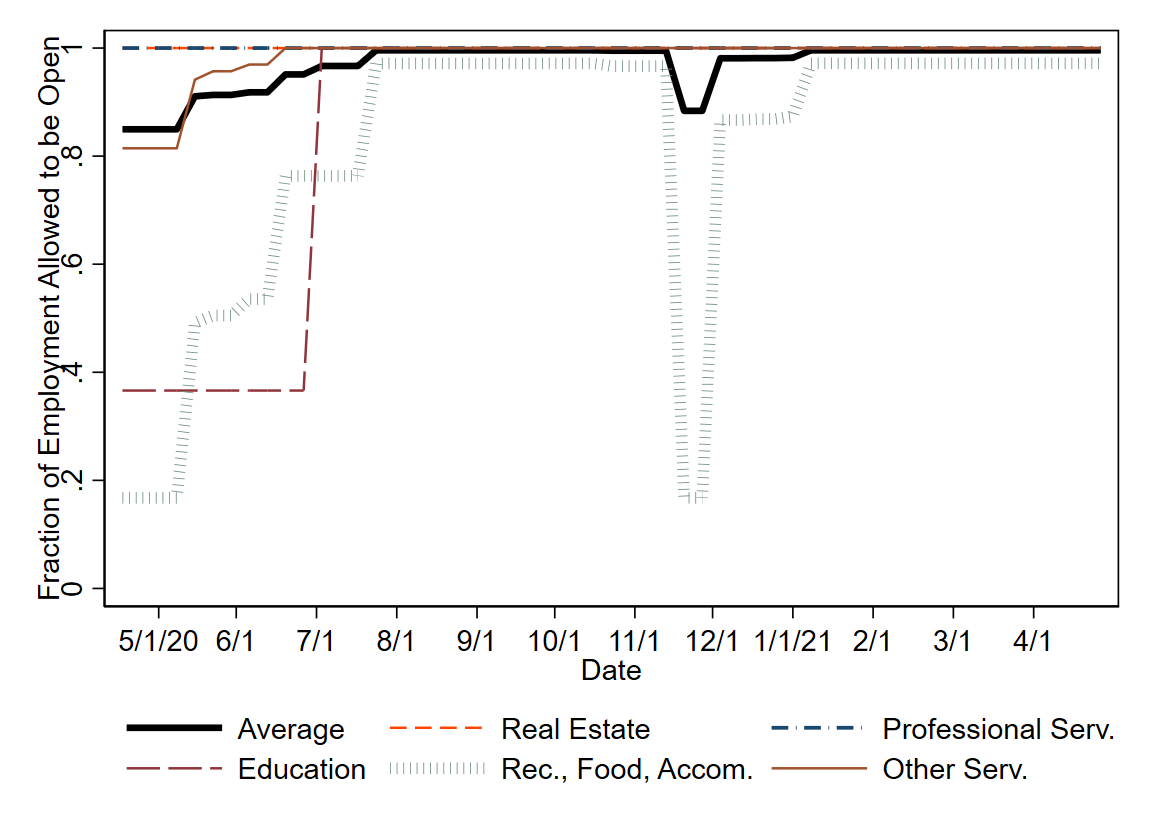 Fraction of Employment Allowed to be Open
1
.8
.6
.4
.2
0
5/1/20 6/1 7/1 8/1 9/1 10/1 11/1 12/1 1/1/21 2/1 3/1 4/1
Date
Average Real Estate Professional Serv.
Education Rec., Food, Accom. Other Serv.